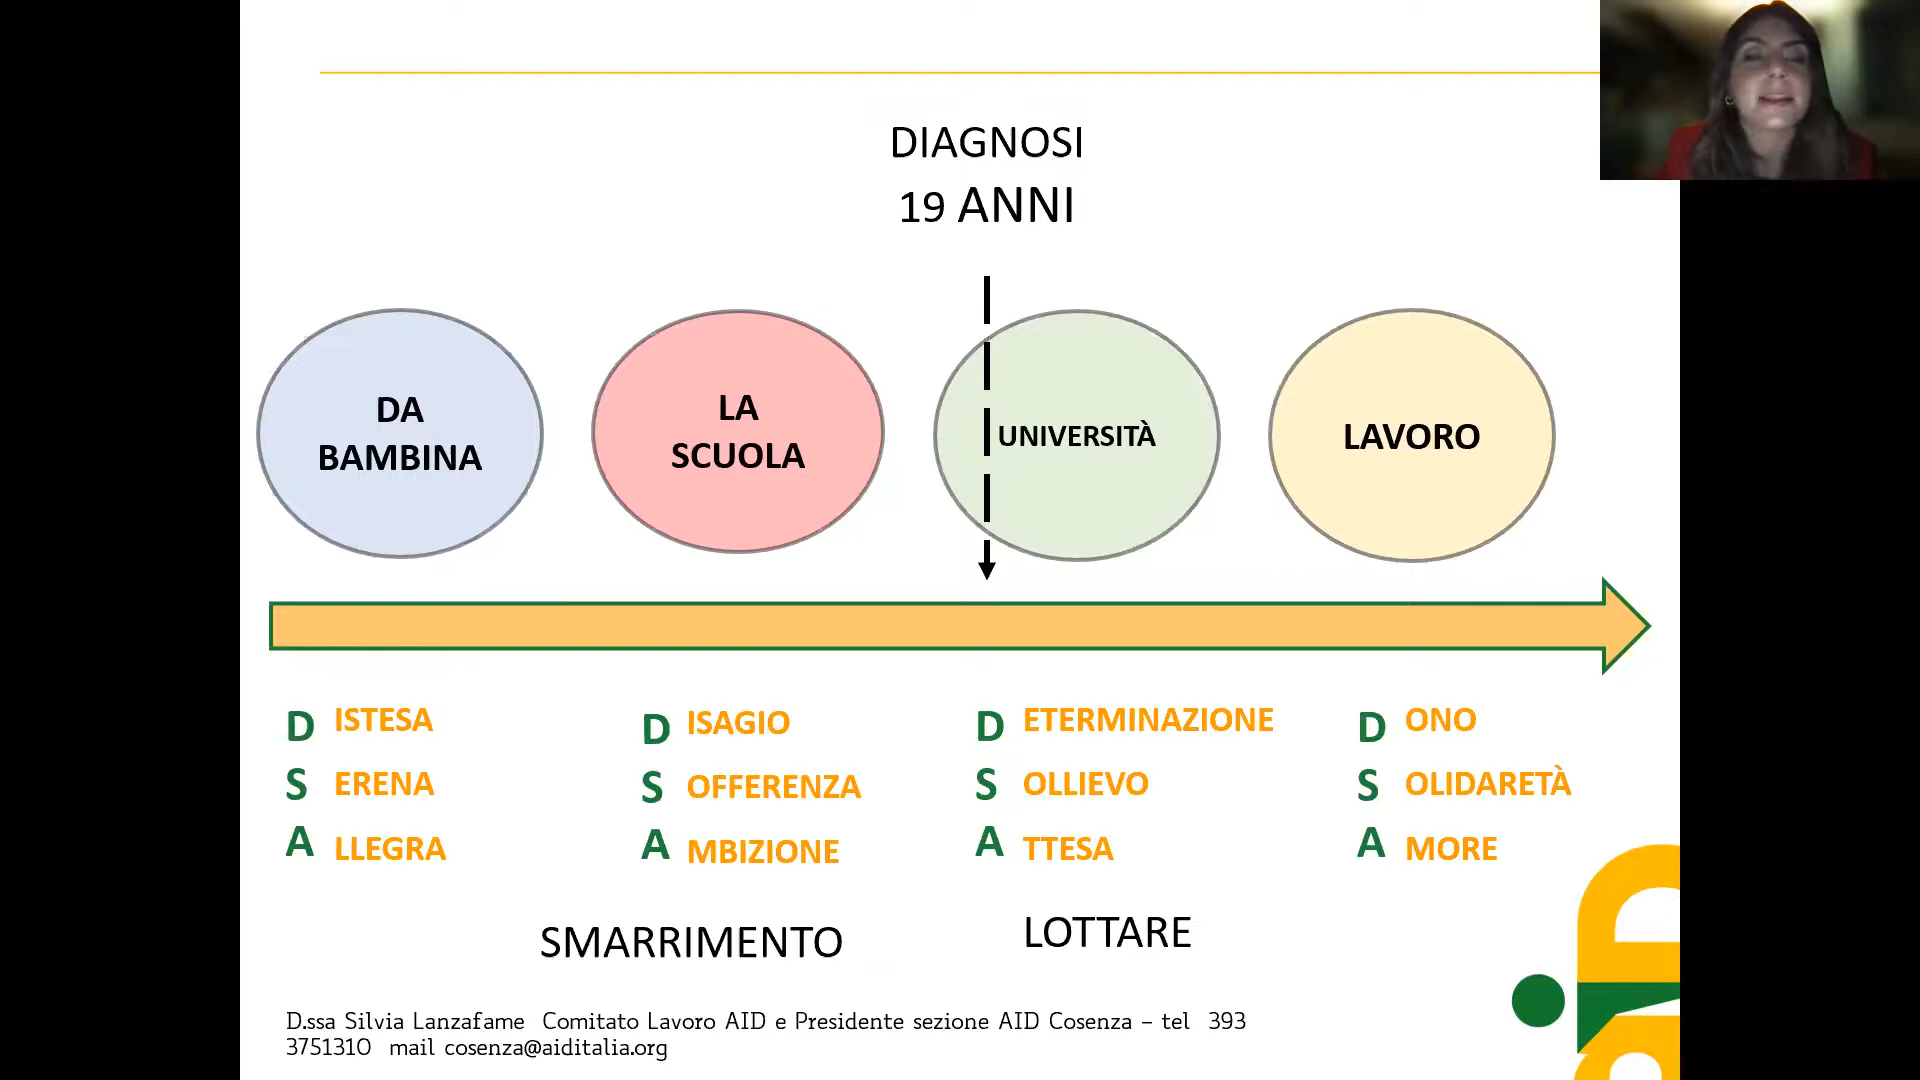 DIAGNOSI
19 ANNI
DA
BAMBINA
LA
SCUOLA
UNIVERSITÀ
LAVORO
D ISTESA
S ERENA
A LLEGRA
D ISAGIO
S OFFERENZA
A MBIZIONE
D ETERMINAZIONE
S OLLIEVO
A TTESA
D ONO
S OLIDARETÀ
A MORE
SMARRIMENTO
LOTTARE
D.ssa Silvia Lanzafame Comitato Lavoro AID e Presidente sezione AID Cosenza – tel 393
3751310 mail cosenza@aiditalia.org